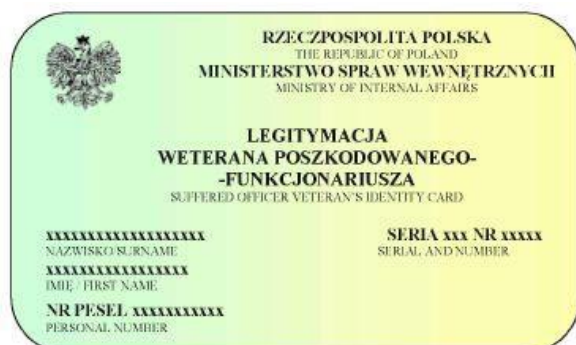 RZECZPOSPOLITA POLSKA
THE REPUBLIC OF POLAND
MINISTERSTWO SPRAW WEWNĘTRZNYCH
MINISTRY OF INTERNAL AFFAIRS
LEGITYMACJA
WETERANA POSZKODOWANEGO-
-FUNKCJONARIUSZA
SUFFERED OFFICER VETERAN'S IDENTITY CARD
xxxxxxxxxxxxxxxxxxx
NAZWISKO/SURNAME
xxxxxxxxxxxxxxxxx
IMIĘ / FIRST NAME
NR PESEL xxxxxxxxxxx
PERSONAL NUMBER
SERIA xxx NR xxxxx
SERIAL AND NUMBER